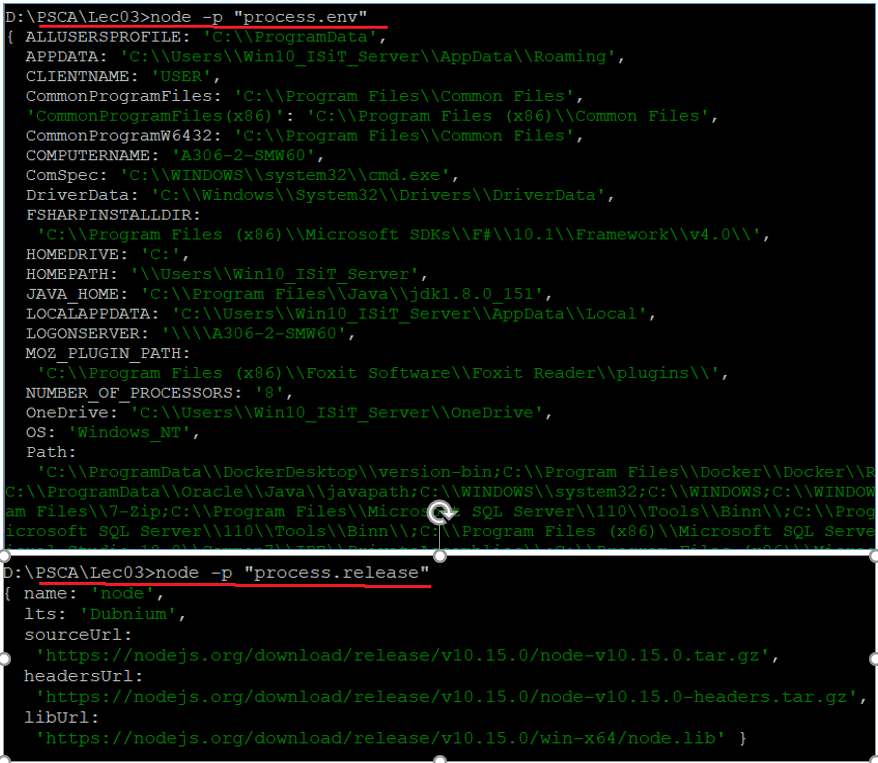 D:\PSCA\Lec03>node -p "process.env"
{ ALLUSERSPROFILE: 'C:\\ProgramData',
APPDATA: 'C:\\Users\\Win10_ISiT_Server\\AppData\\Roaming',
CLIENTNAME: 'USER',
CommonProgramFiles: 'C:\\Program Files\\Common Files',
'CommonProgramFiles(x86)': 'C:\\Program Files (x86)\\Common Files',
CommonProgramW6432: 'C:\\Program Files\\Common Files',
COMPUTERNAME: 'A306-2-SMW60',
ComSpec: 'C:\\WINDOWS\\system32\\cmd.exe',
DriverData: 'C:\\Windows\\System32\\Drivers\\DriverData',
FSHARPINSTALLDIR:
'C:\\Program Files (x86)\\Microsoft SDKs\\F#\\10.1\\Framework\\v4.0\\',
HOMEDRIVE: 'C:',
HOMEPATH: '\\Users\\Win10_ISiT_Server',
JAVA_HOME: 'C:\\Program Files\\Java\\jdk1.8.0_151',
LOCALAPPDATA: 'C:\\Users\\Win10_ISiT_Server\\AppData\\Local',
LOGONSERVER: '\\\\A306-2-SMW60',
MOZ_PLUGIN_PATH:
'C:\\Program Files (x86)\\Foxit Software\\Foxit Reader\\plugins\\',
NUMBER_OF_PROCESSORS: '8',
OneDrive: 'C:\\Users\\Win10_ISiT_Server\\OneDrive',
OS: 'Windows_NT',
Path:
'C:\\ProgramData\\DockerDesktop\\version-bin;C:\\Program Files\\Docker\\Docker\\R
C:\\ProgramData\\Oracle\\Java\\javapath;C:\\WINDOWS\\system32;C:\\WINDOWS;C:\\WINDOW
am Files\\7-Zip;C:\\Program Files\\Micros t SQL Server\\110\\Tools\\Binn\\;C:\\Prog
icrosoft SQL Server\\110\\Tools\\Binn\\;C:\\Program Files (x86)\\Microsoft SQL Serve
D:\PSCA\Lec03>node -p "process.release"
{ name: 'node',
lts: 'Dubnium',
sourceUrl:
'https://nodejs.org/download/release/v10.15.0/node-v10.15.0.tar.gz',
headersUrl:
'https://nodejs.org/download/release/v10.15.0/node-v10.15.0-headers.tar.gz',
libUrl:
'https://nodejs.org/download/release/v10.15.0/win-x64/node.lib' }